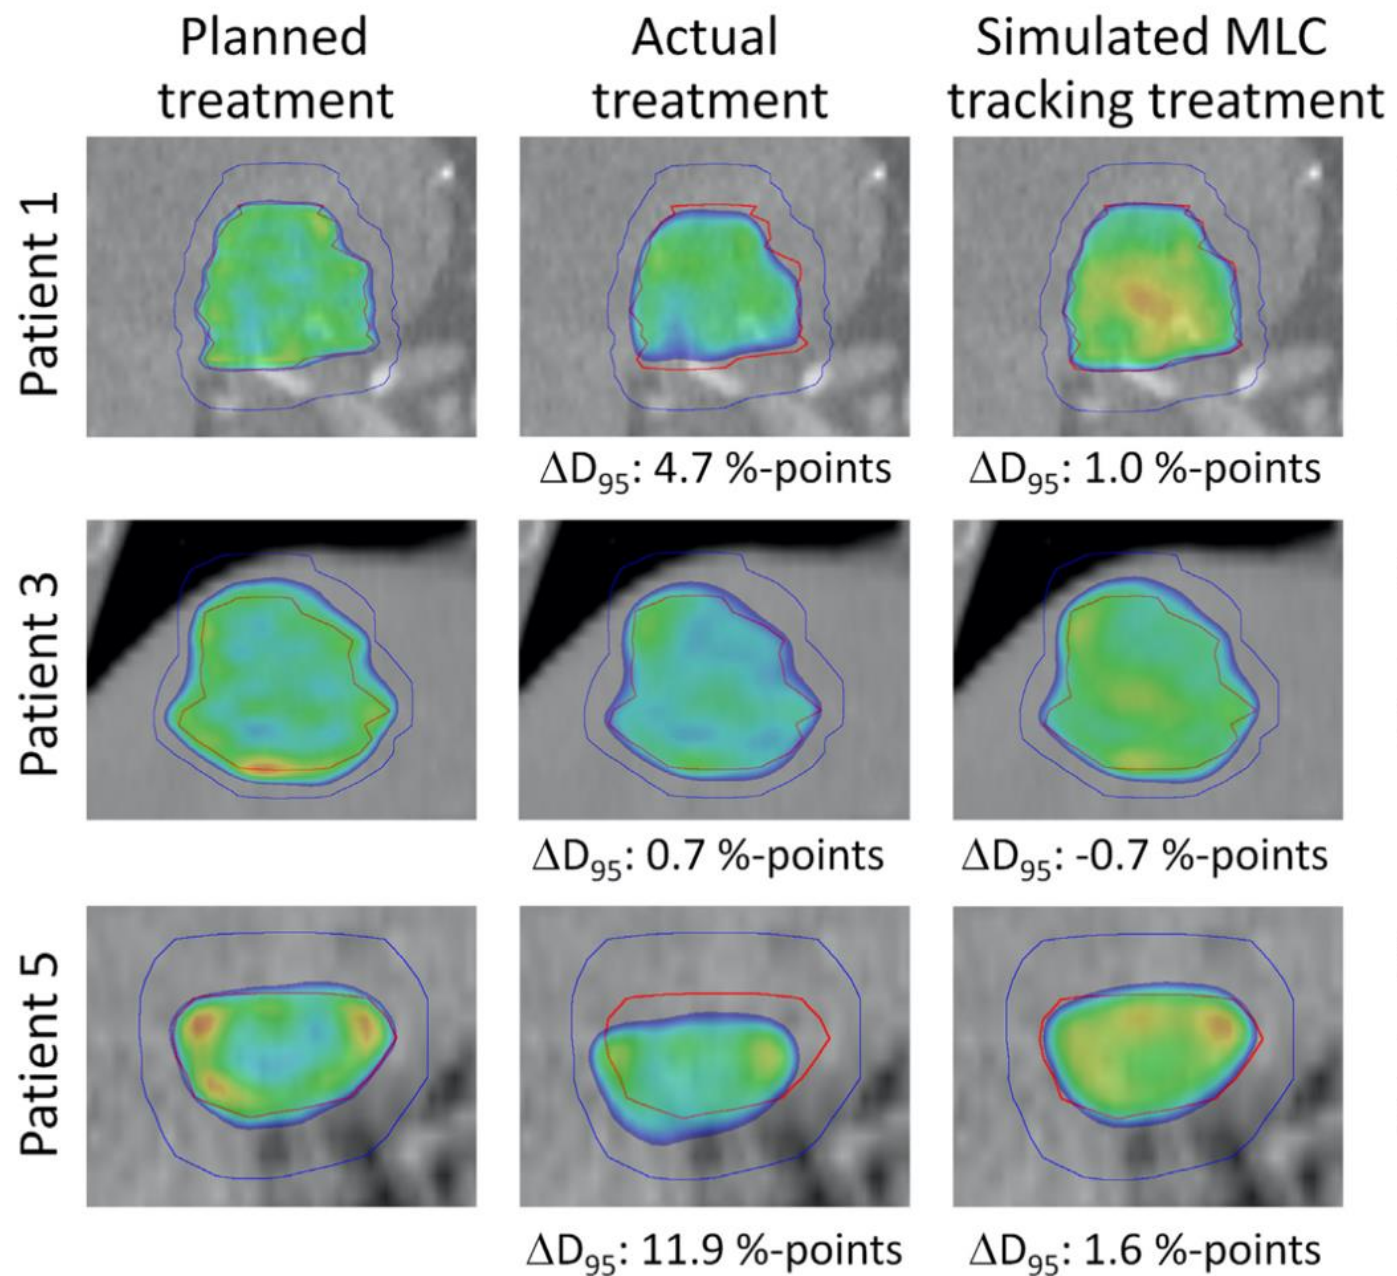 Planned treatment
Actual treatment
Simulated MLC tracking treatment
Patient 1
ΔD₉₅: 4.7 %-points
ΔD₉₅: 1.0 %-points
Patient 3
ΔD₉₅: 0.7 %-points
ΔD₉₅: -0.7 %-points
Patient 5
ΔD₉₅: 11.9 %-points
ΔD₉₅: 1.6 %-points